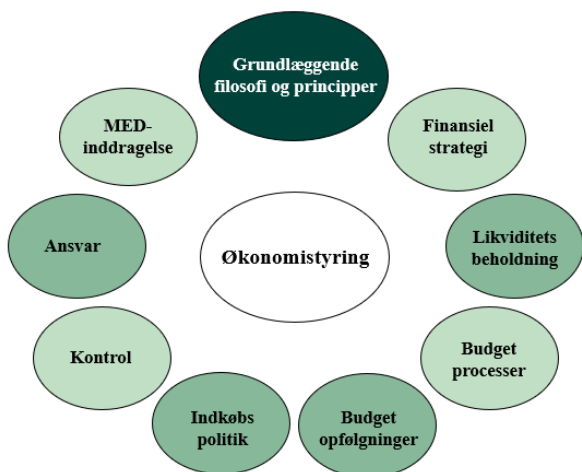 Grundlæggende
filosofi og principper
MED-
inddragelse
Finansiel
strategi
Ansvar
Økonomistyring
Likviditets
beholdning
Kontrol
Budget
processer
Indkøbs
politik
Budget
opfølgninger